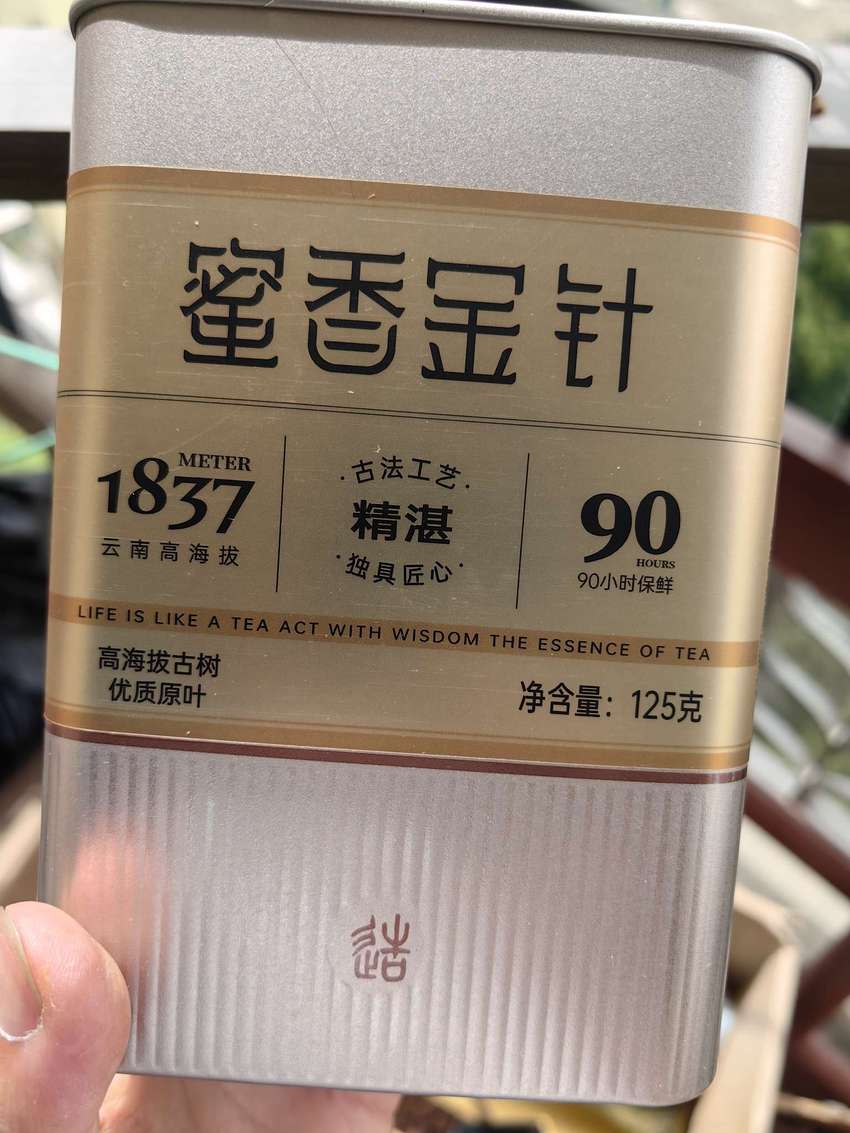 蜜香金针
METER
1837
云南高海拔
·古法工艺·
精湛
·独具匠心·
90
HOURS
90小时保鲜
LIFE IS LIKE A TEA ACT WITH WISDOM THE ESSENCE OF TEA
高海拔古树
优质原叶
净含量：125克
造